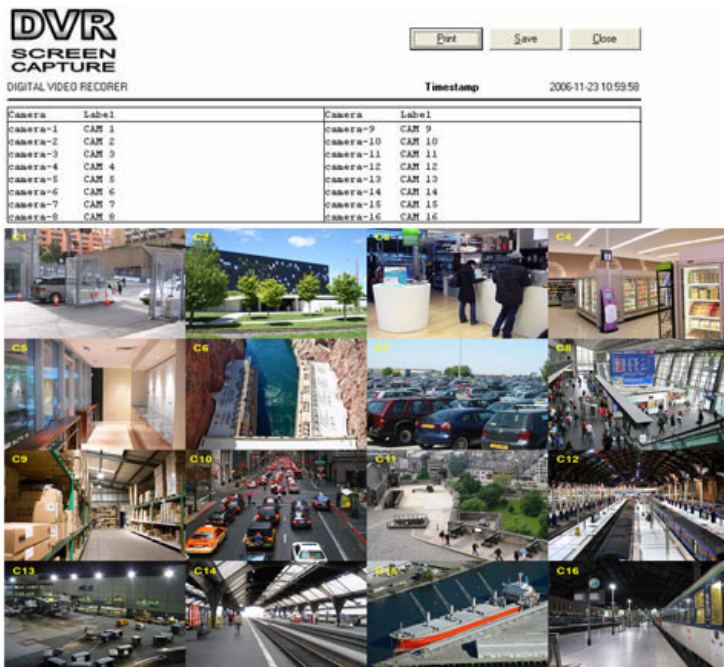 DVR
SCREEN
CAPTURE
Print Save Close
DIGITAL VIDEO RECORER Timestamp 2006-11-23 10:59:58
Camera Label Camera Label
camera-1 CAM 1 camera-9 CAM 9
camera-2 CAM 2 camera-10 CAM 10
camera-3 CAM 3 camera-11 CAM 11
camera-4 CAM 4 camera-12 CAM 12
camera-5 CAM 5 camera-13 CAM 13
camera-6 CAM 6 camera-14 CAM 14
camera-7 CAM 7 camera-15 CAM 15
camera-8 CAM 8 camera-16 CAM 16
C1 C2 C3 C4
C5 C6 C7 C8
C9 C10 C11 C12
C13 C14 C15 C16